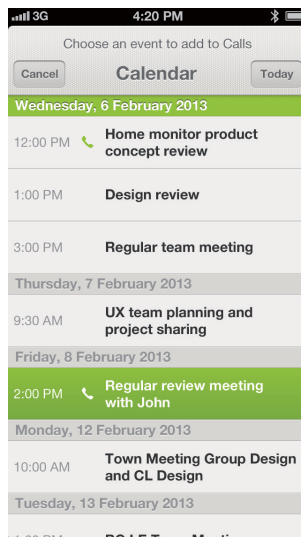 3G 4:20 PM
Choose an event to add to Calls
Cancel Calendar Today
Wednesday, 6 February 2013
12:00 PM Home monitor product
concept review
1:00 PM Design review
3:00 PM Regular team meeting
Thursday, 7 February 2013
9:30 AM UX team planning and
project sharing
Friday, 8 February 2013
2:00 PM Regular review meeting
with John
Monday, 12 February 2013
10:00 AM Town Meeting Group Design
and CL Design
Tuesday, 13 February 2013